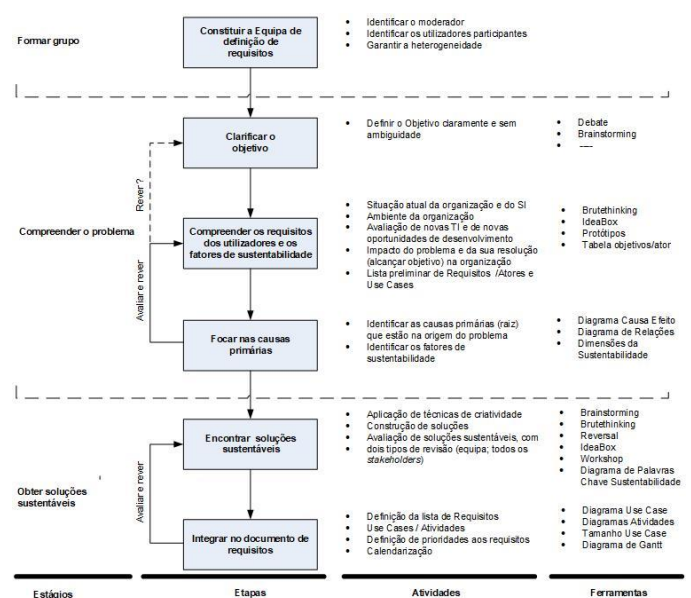 Formar grupo
Constituir a Equipa de
definição de
requisitos
• Identificar o moderador
• Identificar os utilizadores participantes
• Garantir a heterogeneidade
Compreender o problema
Rever ?
Avaliar e rever
Clarificar o
objetivo
• Definir o Objetivo claramente e sem
ambiguidade
• Debate
• Brainstorming
• ----
Compreender os requisitos
dos utilizadores e os
fatores de sustentabilidade
• Situação atual da organização e do SI
• Ambiente da organização
• Avaliação de novas TI e de novas
oportunidades de desenvolvimento
• Impacto do problema e da sua resolução
(alcançar objetivo) na organização
• Lista preliminar de Requisitos /Atores e
Use Cases
• Brutethinking
• IdeaBox
• Protótipos
• Tabela objetivos/ator
Focar nas causas
primárias
• Identificar as causas primárias (raiz)
que estão na origem do problema
• Identificar os fatores de
sustentabilidade
• Diagrama Causa Efeito
• Diagrama de Relações
• Dimensões da
Sustentabilidade
Obter soluções
sustentáveis
Avaliar e rever
Encontrar soluções
sustentáveis
• Aplicação de técnicas de criatividade
• Construção de soluções
• Avaliação de soluções sustentáveis, com
dois tipos de revisão (equipa; todos os
stakeholders)
• Brainstorming
• Brutethinking
• Reversal
• IdeaBox
• Workshop
• Diagrama de Palavras
Chave Sustentabilidade
Integrar no documento de
requisitos
• Definição da lista de Requisitos
• Use Cases / Atividades
• Definição de prioridades aos requisitos
• Calendarização
• Diagrama Use Case
• Diagramas Atividades
• Tamanho Use Case
• Diagrama de Gantt
Estágios
Etapas
Atividades
Ferramentas